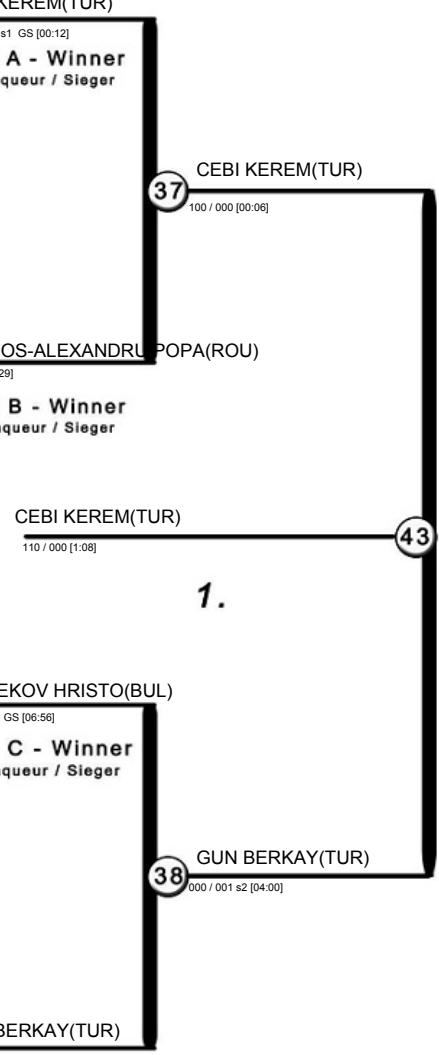 KEREM(TUR)
s1 GS [00:12]
A - Winner
queur / Sieger
CEBI KEREM(TUR)
37
100 / 000 [00:06]
OS-ALEXANDRU POPA(ROU)
29]
B - Winner
queur / Sieger
CEBI KEREM(TUR)
110 / 000 [1:08]
43
1.
EKOV HRISTO(BUL)
GS [06:56]
C - Winner
queur / Sieger
GUN BERKAY(TUR)
38
000 / 001 s2 [04:00]
BERKAY(TUR)